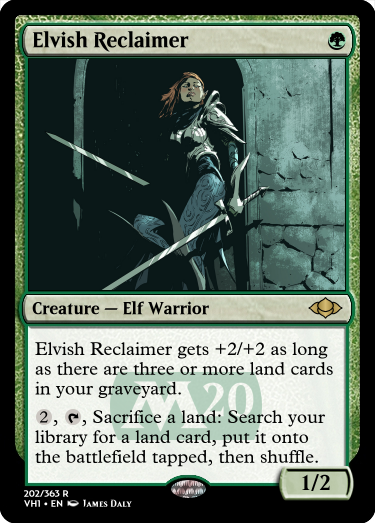 Elvish Reclaimer
Creature — Elf Warrior
Elvish Reclaimer gets +2/+2 as long
as there are three or more land cards
in your graveyard.
2, , Sacrifice a land: Search your
library for a land card, put it onto
the battlefield tapped, then shuffle.
M20
1/2
202/363 R
VH1 • EN James Daly